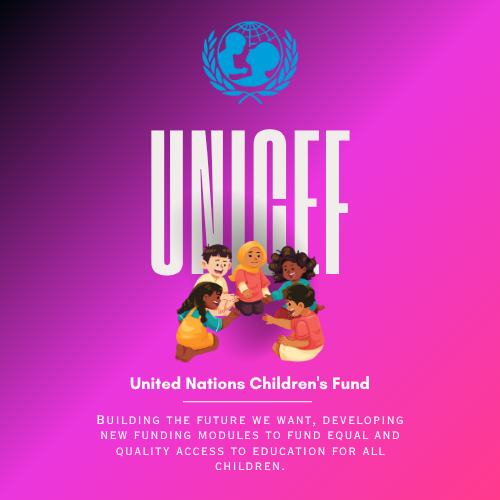 UNICEF
United Nations Children's Fund
Building the future we want, developing
new funding modules to fund equal and
quality access to education for all
children.